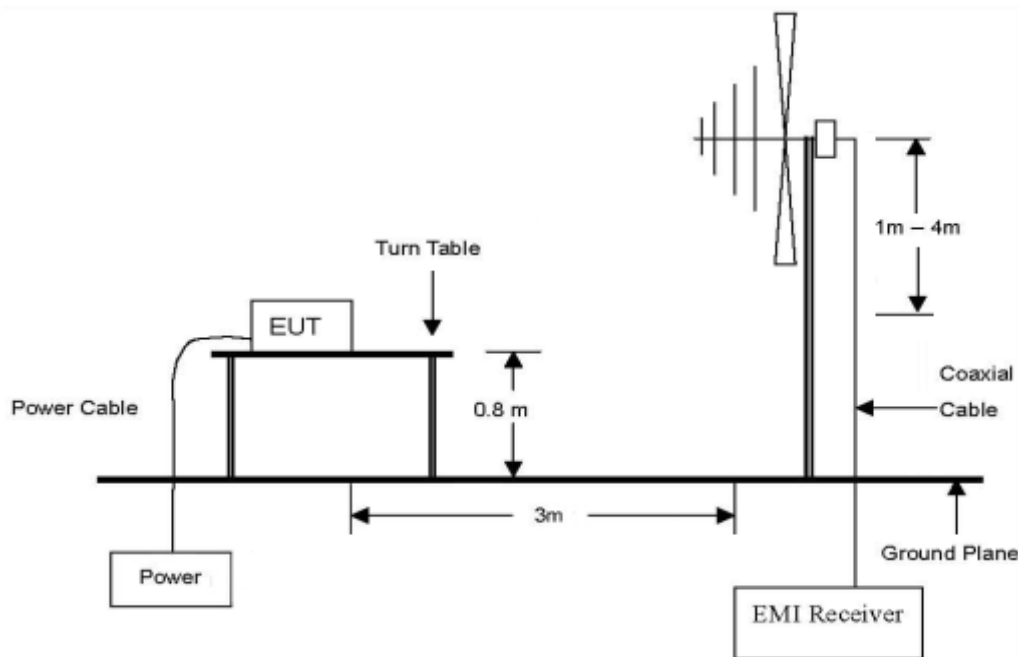 1m – 4m
Turn Table
EUT
Power Cable
0.8 m
Coaxial
Cable
3m
Ground Plane
Power
EMI Receiver